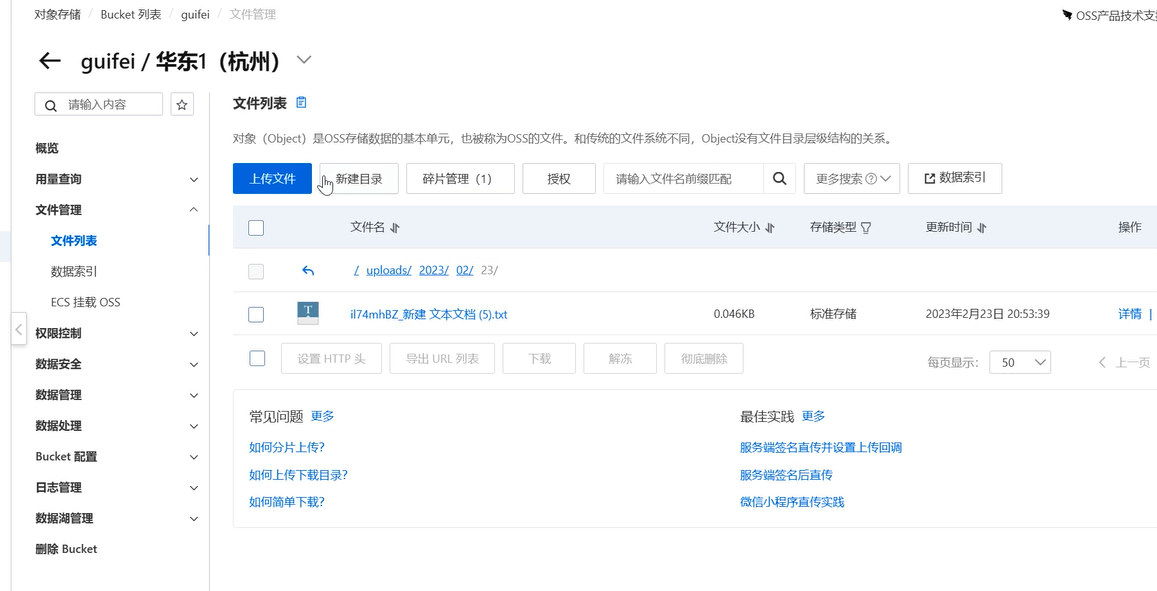 对象存储 / Bucket 列表 / guifei / 文件管理
OSS产品技术支
guifei / 华东1（杭州）
请输入内容
概览
用量查询
文件管理
文件列表
数据索引
ECS 挂载 OSS
权限控制
数据安全
数据管理
数据处理
Bucket 配置
日志管理
数据湖管理
删除 Bucket
文件列表
对象（Object）是OSS存储数据的基本单元，也被称为OSS的文件。和传统的文件系统不同，Object没有文件目录层级结构的关系。
上传文件 新建目录 碎片管理（1） 授权 请输入文件名前缀匹配 更多搜索 数据索引
文件名 文件大小 存储类型 更新时间 操作
/ uploads/ 2023/ 02/ 23/
il74mhBZ_新建 文本文档 (5).txt 0.046KB 标准存储 2023年2月23日 20:53:39 详情 |
设置 HTTP 头 导出 URL 列表 下载 解冻 彻底删除 每页显示： 50 上一页
常见问题 更多
如何分片上传?
如何上传下载目录?
如何简单下载?
最佳实践 更多
服务端签名直传并设置上传回调
服务端签名后直传
微信小程序直传实践